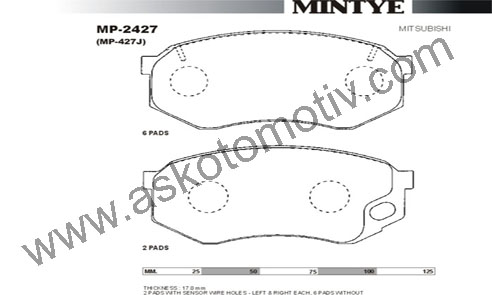 MINTYE
MP-2427
(MP-427J)
MITSUBISHI
6 PADS
www.askotomotiv.com
2 PADS
MM. 25 50 75 100 125
THICKNESS : 17.0 mm
2 PADS WITH SENSOR WIRE HOLES - LEFT & RIGHT EACH, 6 PADS WITHOUT